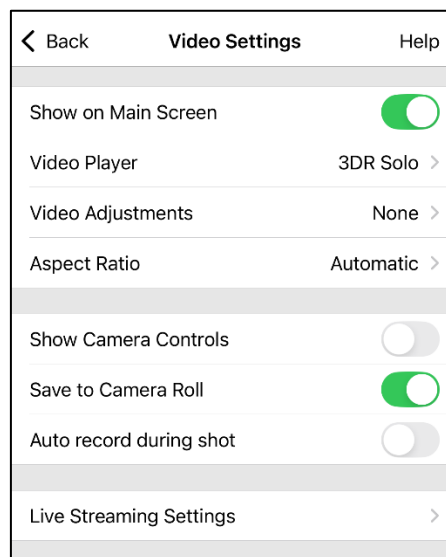 Back Video Settings Help
Show on Main Screen
Video Player 3DR Solo
Video Adjustments None
Aspect Ratio Automatic
Show Camera Controls
Save to Camera Roll
Auto record during shot
Live Streaming Settings